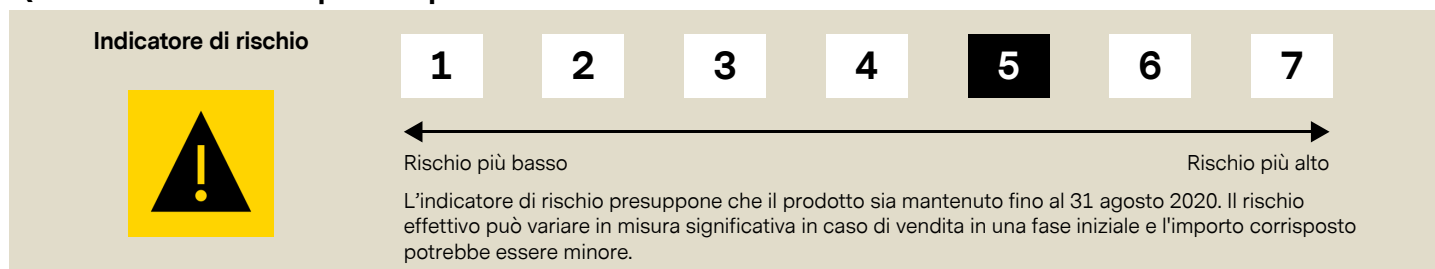 Indicatore di rischio
1 2 3 4 5 6 7
Rischio più basso Rischio più alto
L'indicatore di rischio presuppone che il prodotto sia mantenuto fino al 31 agosto 2020. Il rischio
effettivo può variare in misura significativa in caso di vendita in una fase iniziale e l'importo corrisposto
potrebbe essere minore.